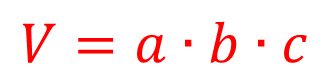 V = a · b · c